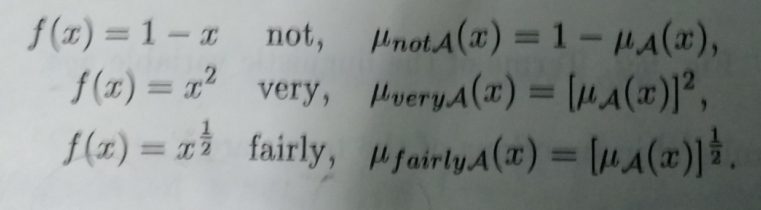 f(x) = 1 − x not, μ_{notA}(x) = 1 − μ_A(x),
f(x) = x² very, μ_{veryA}(x) = [μ_A(x)]²,
f(x) = x^{1/2} fairly, μ_{fairlyA}(x) = [μ_A(x)]^{1/2}.